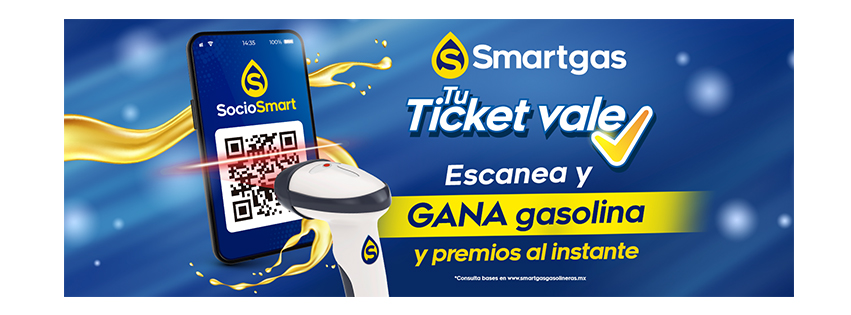 14:35 100%
SocioSmart
Smartgas
Tu
Ticket vale
Escanea y
GANA gasolina
y premios al instante
*Consulta bases en www.smartgasgasolineras.mx